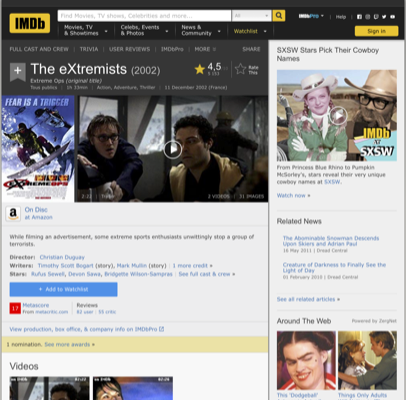 IMDb
Find Movies, TV shows, Celebrities and more...
All
IMDbPro
Help
Movies, TV
& Showtimes
Celebs, Events
& Photos
News &
Community
Watchlist
Sign in
FULL CAST AND CREW | TRIVIA | USER REVIEWS | IMDbPro | MORE
SHARE
The eXtremists (2002)
Extreme Ops (original title)
Tous publics | 1h 33min | Action, Adventure, Thriller | 11 December 2002 (France)
4,5
Rate
This
FEAR IS A TRIGGER
EXTREMEOPS
2:21 | Trailer
2 VIDEOS | 31 IMAGES
On Disc
at Amazon
While filming an advertisement, some extreme sports enthusiasts unwittingly stop a group of
terrorists.
Director: Christian Duguay
Writers: Timothy Scott Bogart (story), Mark Mullin (story) | 1 more credit »
Stars: Rufus Sewell, Devon Sawa, Bridgette Wilson-Sampras | See full cast & crew »
+ Add to Watchlist
17
Metascore
From metacritic.com
Reviews
92 user | 55 critic
View production, box office, & company info on IMDbPro
1 nomination. See more awards »
Videos
SXSW Stars Pick Their Cowboy
Names
IMDb
AT
SXSW
From Princess Blue Rhino to Pumpkin
McSorley's, stars reveal their very unique
cowboy names at SXSW.
Watch now »
Related News
The Abominable Snowman Descends
Upon Skiers and Adrian Paul
16 May 2011 | Dread Central
Creature of Darkness to Finally See the
Light of Day
01 February 2010 | Dread Central
See all related articles »
Around The Web
Powered by ZergNet
This 'Dodgeball'
Things Only Adults